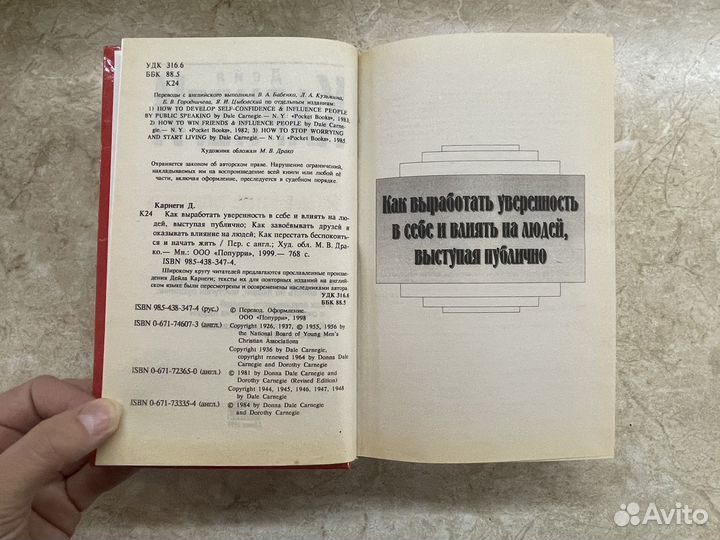 УДК 316.6
ББК 88.5
К24
Переводы с английского выполнили В. А. Бабенко, Л. А. Кузьмина,
Е. В. Городничева, Я. И. Цыбовский по отдельным изданиям:
1) HOW TO DEVELOP SELF-CONFIDENCE & INFLUENCE PEOPLE
BY PUBLIC SPEAKING by Dale Carnegie.— N. Y.: «Pocket Books», 1983,
2) HOW TO WIN FRIENDS & INFLUENCE PEOPLE by Dale Carne-
gie.— N. Y.: «Pocket Books», 1982; 3) HOW TO STOP WORRYING
AND START LIVING by Dale Carnegie.— N. Y.: «Pocket Books», 1985
Художник обложки М. В. Драко
Охраняется законом об авторском праве. Нарушение ограничений,
накладываемых им на воспроизведение всей книги или любой её
части, включая оформление, преследуется в судебном порядке.
Карнеги Д.
К24 Как выработать уверенность в себе и влиять на лю-
дей, выступая публично; Как завоёвывать друзей и
оказывать влияние на людей; Как перестать беспокоить-
ся и начать жить / Пер. с англ.; Худ. обл. М. В. Дра-
ко.— Мн.: ООО «Попурри», 1999.— 768 с.
ISBN 985-438-347-4.
Широкому кругу читателей предлагаются прославленные произве-
дения Дейла Карнеги; тексты их для повторных изданий на англий-
ском языке были пересмотрены и осовременены наследниками автора.
УДК 316.6
ББК 88.5
ISBN 985-438-347-4 (рус.) © Перевод. Оформление.
ООО «Попурри», 1998
ISBN 0-671-74607-3 (англ.) Copyright 1926, 1937, © 1955, 1956 by
the National Board of Young Men's
Christian Associations
Copyright 1936 by Dale Carnegie,
copyright renewed 1964 by Donna Dale
Carnegie and Dorothy Carnegie
ISBN 0-671-72365-0 (англ.) © 1981 by Donna Dale Carnegie and
Dorothy Carnegie (Revised Edition)
Copyright 1944, 1945, 1946, 1947, 1948
by Dale Carnegie
ISBN 0-671-73335-4 (англ.) © 1984 by Donna Dale Carnegie
and Dorothy Carnegie
Как выработать уверенность
в себе и влиять на людей,
выступая публично
Avito